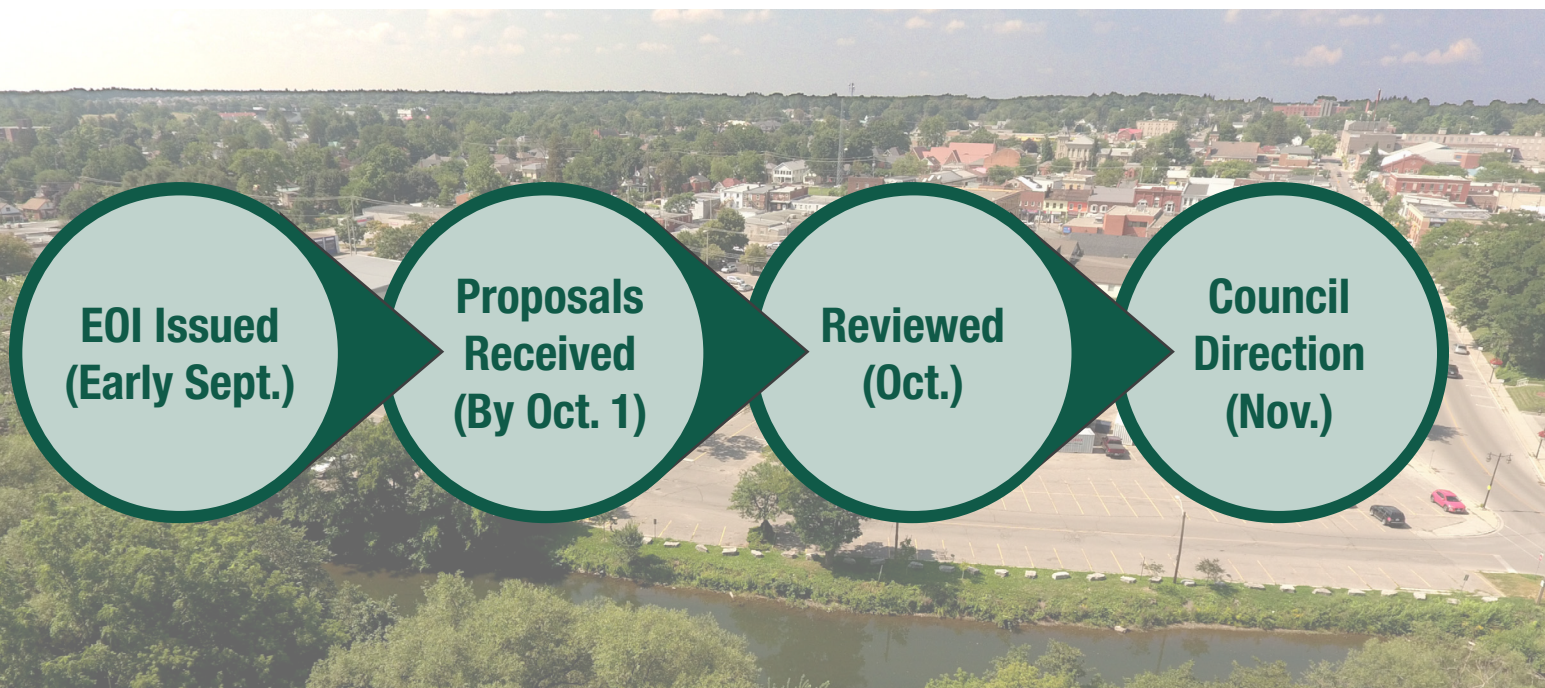 EOI Issued
(Early Sept.)
Proposals
Received
(By Oct. 1)
Reviewed
(Oct.)
Council
Direction
(Nov.)